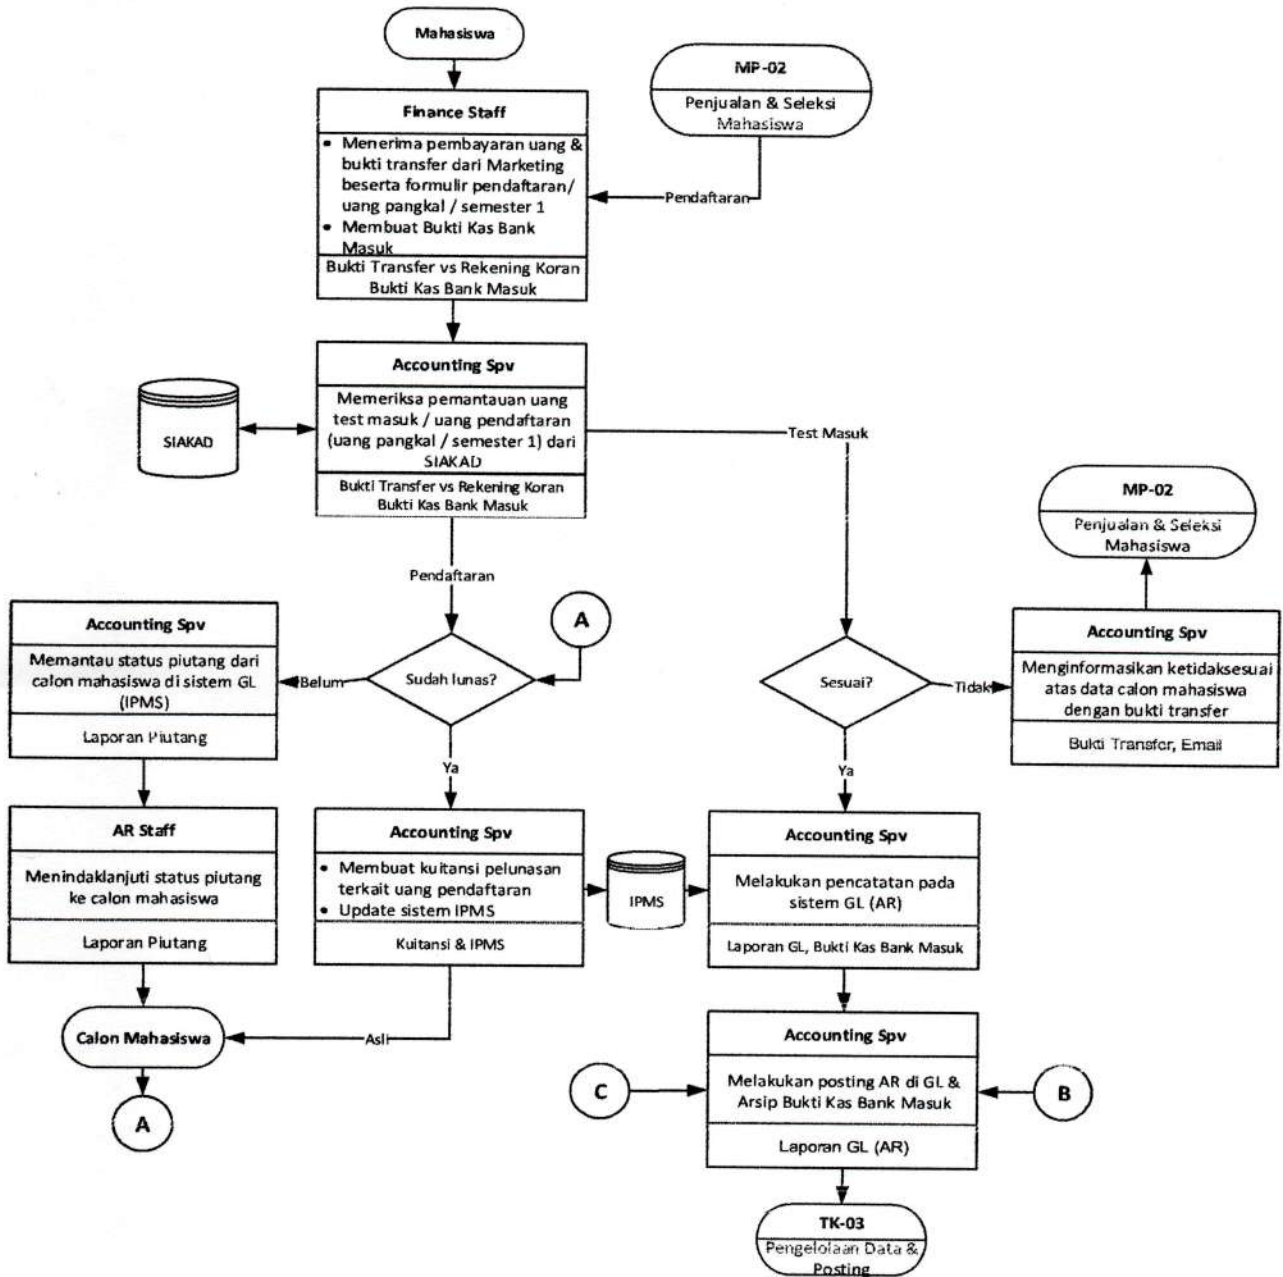 Mahasiswa
MP-02
Penjualan & Seleksi
Mahasiswa
Finance Staff
• Menerima pembayaran uang &
bukti transfer dari Marketing
beserta formulir pendaftaran/
uang pangkal / semester 1
• Membuat Bukti Kas Bank
Masuk
Bukti Transfer vs Rekening Koran
Bukti Kas Bank Masuk
Pendaftaran
Accounting Spv
Memeriksa pemantauan uang
test masuk / uang pendaftaran
(uang pangkal / semester 1) dari
SIAKAD
Bukti Transfer vs Rekening Koran
Bukti Kas Bank Masuk
SIAKAD
Test Masuk
MP-02
Penjualan & Seleksi
Mahasiswa
Pendaftaran
A
Accounting Spv
Memantau status piutang dari
calon mahasiswa di sistem GL
(IPMS)
Laporan Piutang
Belum
Sudah lunas?
Sesuai?
Tidak
Accounting Spv
Menginformasikan ketidaksesuai
atas data calon mahasiswa
dengan bukti transfer
Bukti Transfer, Email
Ya
Ya
AR Staff
Menindaklanjuti status piutang
ke calon mahasiswa
Laporan Piutang
Accounting Spv
• Membuat kuitansi pelunasan
terkait uang pendaftaran
• Update sistem IPMS
Kuitansi & IPMS
IPMS
Accounting Spv
Melakukan pencatatan pada
sistem GL (AR)
Laporan GL, Bukti Kas Bank Masuk
Calon Mahasiswa
Asli
A
Accounting Spv
Melakukan posting AR di GL &
Arsip Bukti Kas Bank Masuk
Laporan GL (AR)
C
B
TK-03
Pengelolaan Data &
Posting